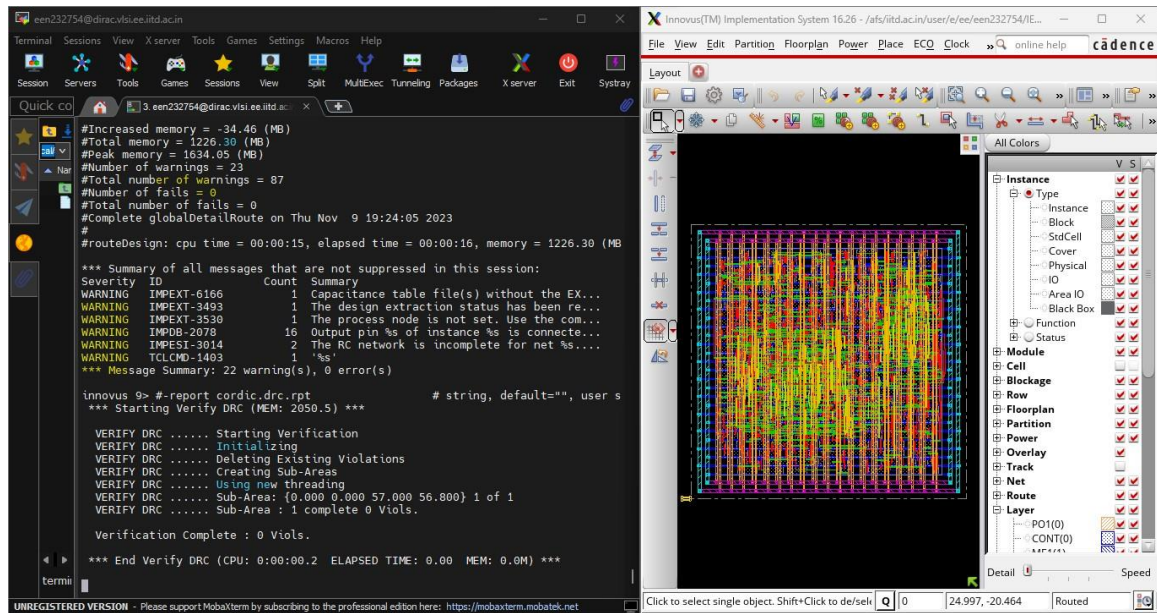 een232754@dirac.vlsi.ee.iitd.ac.in
Terminal Sessions View X server Tools Games Settings Macros Help
Session Servers Tools Games Sessions View Split MultiExec Tunneling Packages X server Exit Systray
Quick co
3. een232754@dirac.vlsi.ee.iitd.ac
Nar
#Increased memory = -34.46 (MB)
#Total memory = 1226.30 (MB)
#Peak memory = 1634.05 (MB)
#Number of warnings = 23
#Total number of warnings = 87
#Number of fails = 0
#Total number of fails = 0
#Complete globalDetailRoute on Thu Nov 9 19:24:05 2023
#
#routeDesign: cpu time = 00:00:15, elapsed time = 00:00:16, memory = 1226.30 (MB
*** Summary of all messages that are not suppressed in this session:
Severity ID Count Summary
WARNING IMPEXT-6166 1 Capacitance table file(s) without the EX...
WARNING IMPEXT-3493 1 The design extraction status has been re...
WARNING IMPEXT-3530 1 The process node is not set. Use the com...
WARNING IMPDB-2078 16 Output pin %s of instance %s is connecte...
WARNING IMPESI-3014 2 The RC network is incomplete for net %s....
WARNING TCLCMD-1403 1 '%s'
*** Message Summary: 22 warning(s), 0 error(s)
innovus 9> #-report cordic.drc.rpt # string, default="", user s
*** Starting Verify DRC (MEM: 2050.5) ***
VERIFY DRC ...... Starting Verification
VERIFY DRC ...... Initializing
VERIFY DRC ...... Deleting Existing Violations
VERIFY DRC ...... Creating Sub-Areas
VERIFY DRC ...... Using new threading
VERIFY DRC ...... Sub-Area: {0.000 0.000 57.000 56.800} 1 of 1
VERIFY DRC ...... Sub-Area : 1 complete 0 Viols.
Verification Complete : 0 Viols.
*** End Verify DRC (CPU: 0:00:00.2 ELAPSED TIME: 0.00 MEM: 0.0M) ***
termi
UNREGISTERED VERSION - Please support MobaXterm by subscribing to the professional edition here: https://mobaxterm.mobatek.net
Innovus(TM) Implementation System 16.26 - /afs/iitd.ac.in/user/e/ee/een232754/IE...
File View Edit Partition Floorplan Power Place ECO Clock » online help cādence
Layout
All Colors
V S
Instance
Type
Instance
Block
StdCell
Cover
Physical
IO
Area IO
Black Box
Function
Status
Module
Cell
Blockage
Row
Floorplan
Partition
Power
Overlay
Track
Net
Route
Layer
PO1(0)
CONT(0)
Detail Speed
Click to select single object. Shift+Click to de/sele Q 0 24.997, -20.464 Routed